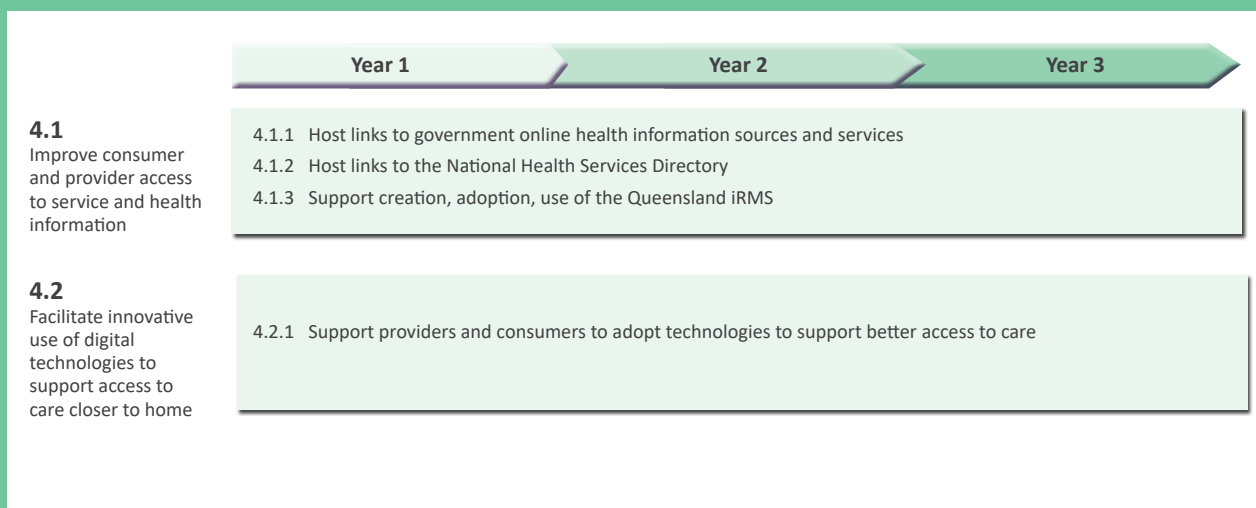 Year 1 Year 2 Year 3
4.1
Improve consumer
and provider access
to service and health
information
4.1.1 Host links to government online health information sources and services
4.1.2 Host links to the National Health Services Directory
4.1.3 Support creation, adoption, use of the Queensland iRMS
4.2
Facilitate innovative
use of digital
technologies to
support access to
care closer to home
4.2.1 Support providers and consumers to adopt technologies to support better access to care